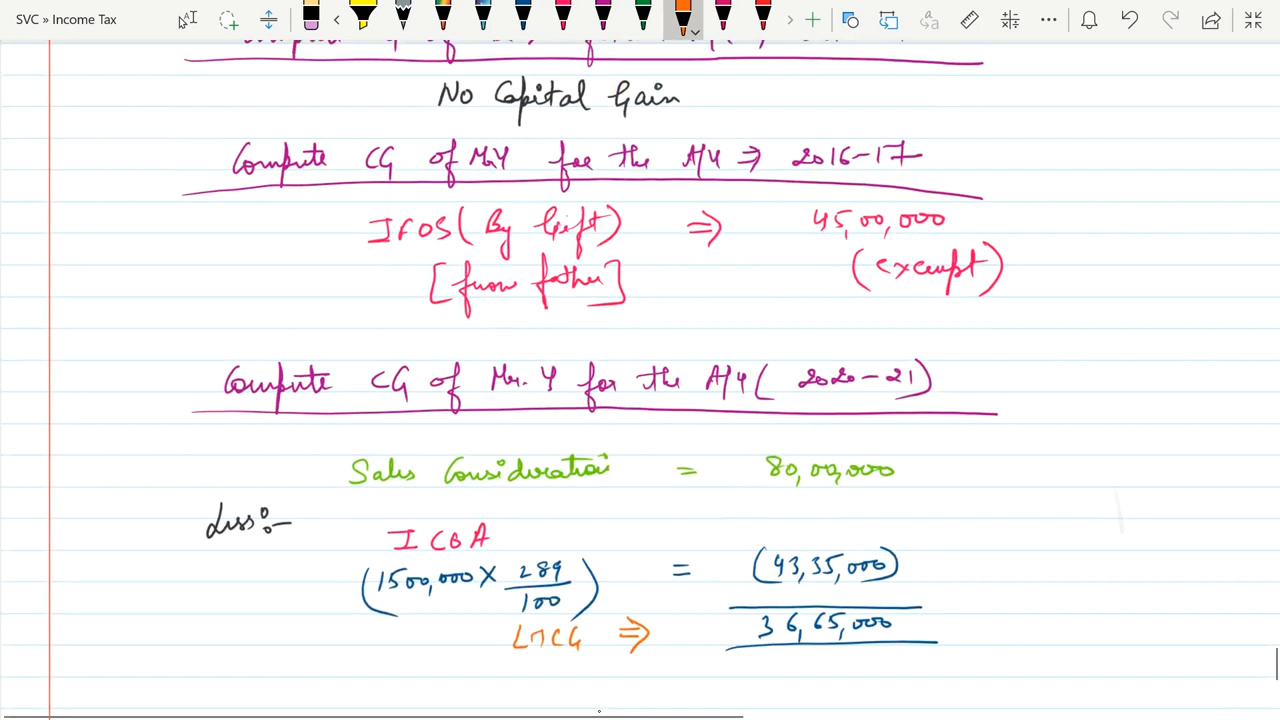 SVC » Income Tax
No Capital Gain
Compute CG of Mr.Y for the A/Y ⇒ 2016-17
IFOS (By Gift) ⇒ 45,00,000
[from father] (exempt)
Compute CG of Mr. Y for the A/Y ( 2020-21)
Sales Consideration = 80,00,000
Less:-
ICOA
(1500,000 × 289/100) = (43,35,000)
LTCG ⇒ 36,65,000